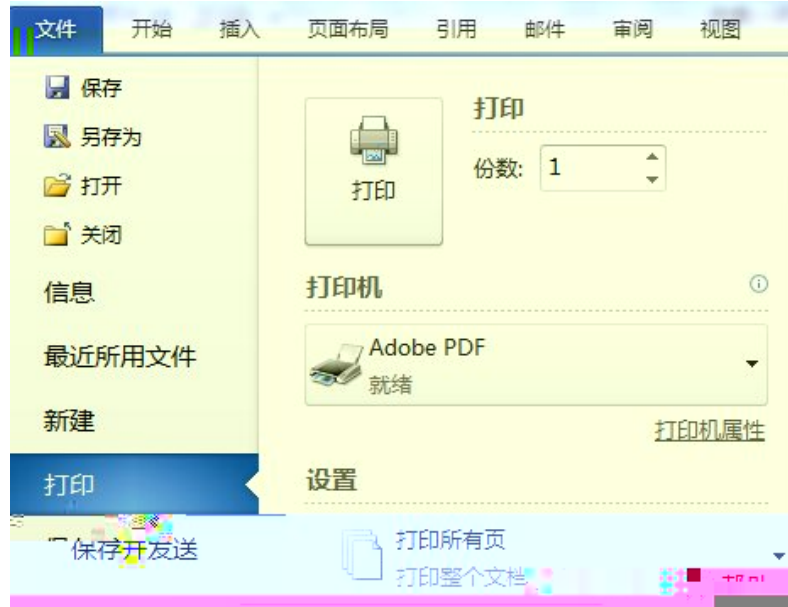 文件 开始 插入 页面布局 引用 邮件 审阅 视图
保存
另存为
打开
关闭
信息
最近所用文件
新建
打印
保存并发送
打印
打印
份数: 1
打印机
Adobe PDF
就绪
打印机属性
设置
打印所有页
打印整个文档